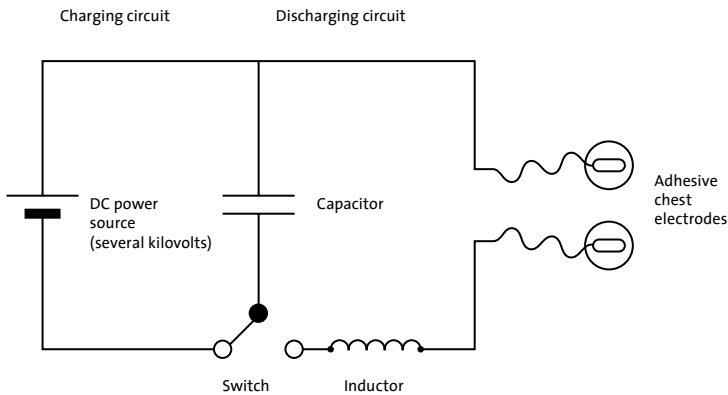 Charging circuit
Discharging circuit
DC power
source
(several kilovolts)
Capacitor
Adhesive
chest
electrodes
Switch
Inductor